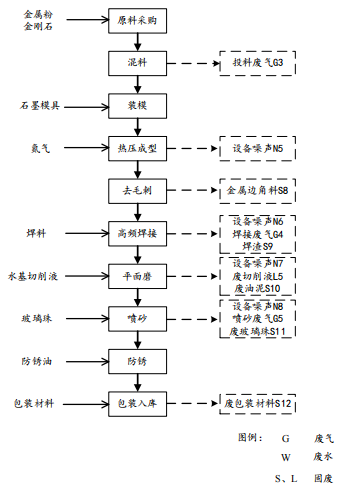 金属粉
金刚石
原料采购
混料
投料废气G3
石墨模具
装模
氮气
热压成型
设备噪声N5
去毛刺
金属边角料S8
焊料
高频焊接
设备噪声N6
焊接废气G4
焊渣S9
水基切削液
平面磨
设备噪声N7
废切削液L5
废油泥S10
玻璃珠
喷砂
设备噪声N8
喷砂废气G5
废玻璃珠S11
防锈油
防锈
包装材料
包装入库
废包装材料S12
图例： G 废气
W 废水
S、L 固废